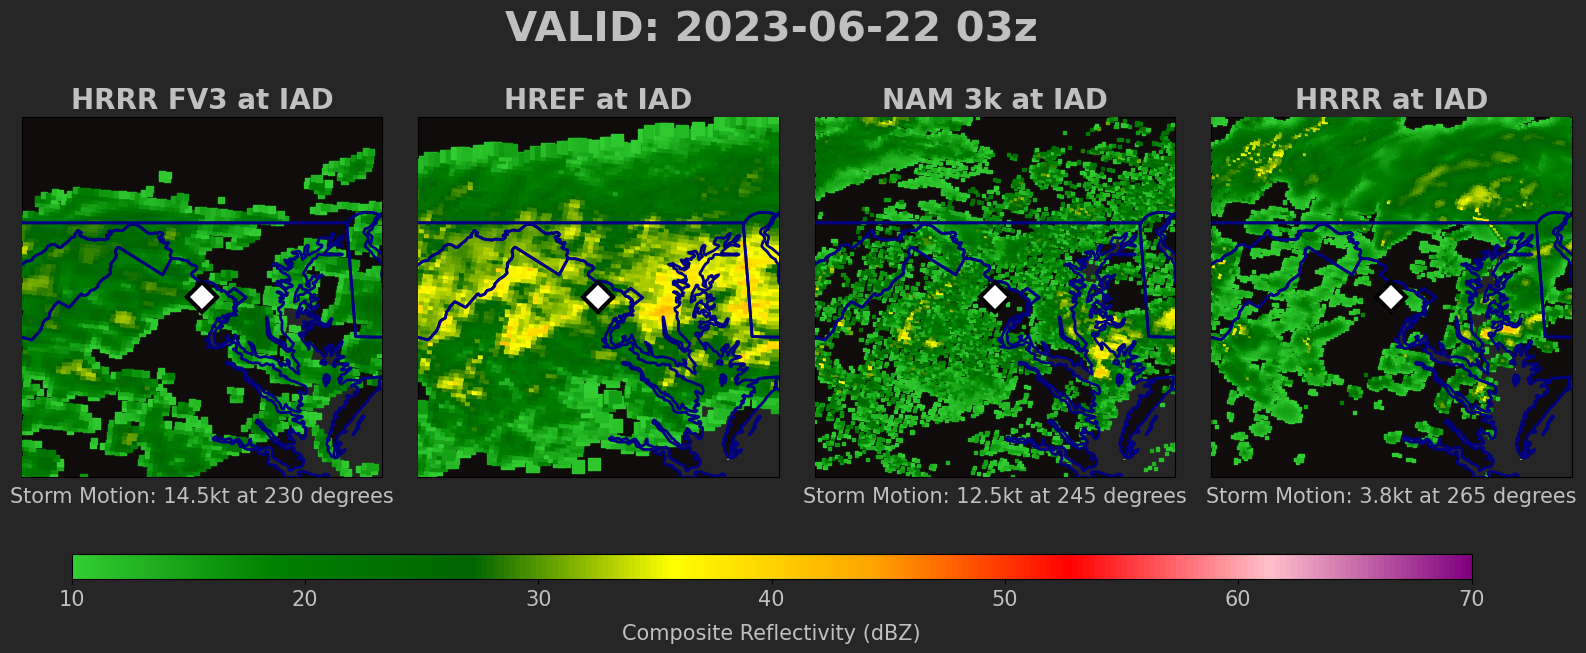 VALID: 2023-06-22 03z
HRRR FV3 at IAD
HREF at IAD
NAM 3k at IAD
HRRR at IAD
Storm Motion: 14.5kt at 230 degrees
Storm Motion: 12.5kt at 245 degrees
Storm Motion: 3.8kt at 265 degrees
10 20 30 40 50 60 70
Composite Reflectivity (dBZ)